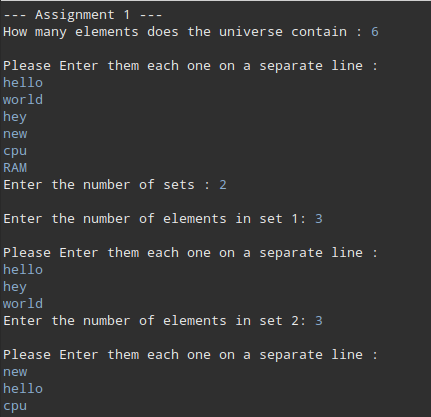 --- Assignment 1 ---
How many elements does the universe contain : 6
Please Enter them each one on a separate line :
hello
world
hey
new
cpu
RAM
Enter the number of sets : 2
Enter the number of elements in set 1: 3
Please Enter them each one on a separate line :
hello
hey
world
Enter the number of elements in set 2: 3
Please Enter them each one on a separate line :
new
hello
cpu